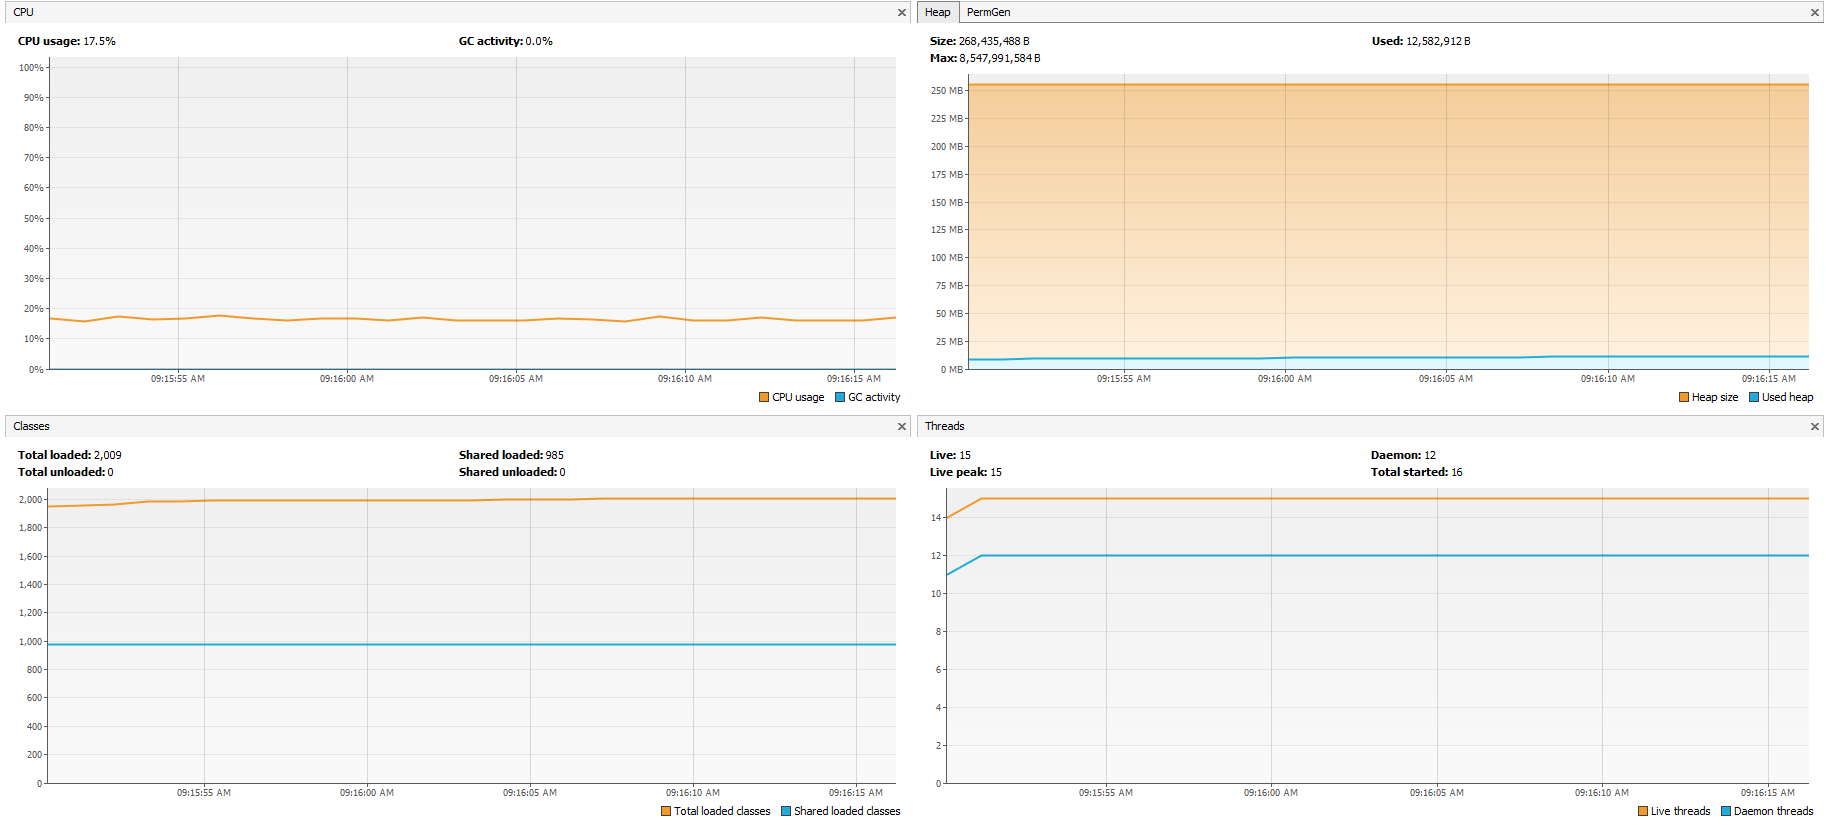 CPU
CPU usage: 17.5% GC activity: 0.0%
100%
90%
80%
70%
60%
50%
40%
30%
20%
10%
0%
09:15:55 AM 09:16:00 AM 09:16:05 AM 09:16:10 AM 09:16:15 AM
CPU usage GC activity
Heap PermGen
Size: 268,435,488 B Used: 12,582,912 B
Max: 8,547,991,584 B
250 MB
225 MB
200 MB
175 MB
150 MB
125 MB
100 MB
75 MB
50 MB
25 MB
0 MB
09:15:55 AM 09:16:00 AM 09:16:05 AM 09:16:10 AM 09:16:15 AM
Heap size Used heap
Classes
Total loaded: 2,009 Shared loaded: 985
Total unloaded: 0 Shared unloaded: 0
2,000
1,800
1,600
1,400
1,200
1,000
800
600
400
200
0
09:15:55 AM 09:16:00 AM 09:16:05 AM 09:16:10 AM 09:16:15 AM
Total loaded classes Shared loaded classes
Threads
Live: 15 Daemon: 12
Live peak: 15 Total started: 16
14
12
10
8
6
4
2
0
09:15:55 AM 09:16:00 AM 09:16:05 AM 09:16:10 AM 09:16:15 AM
Live threads Daemon threads